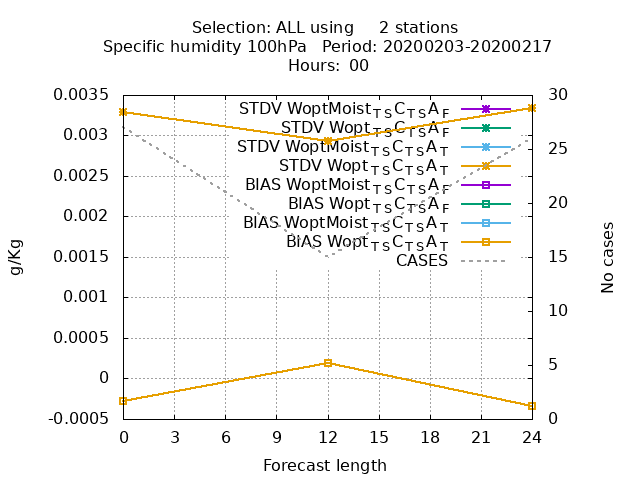 Selection: ALL using     2 stations
Specific humidity 100hPa   Period: 20200203-20200217
Hours: 00
0.0035
0.003
0.0025
0.002
0.0015
0.001
0.0005
0
-0.0005
g/Kg
STDV WoptMoist_TS C_TS A_F
STDV Wopt_TS C_TS A_F
STDV WoptMoist_TS C_TS A_T
STDV Wopt_TS C_TS A_T
BIAS WoptMoist_TS C_TS A_F
BIAS Wopt_TS C_TS A_F
BIAS WoptMoist_TS C_TS A_T
BIAS Wopt_TS C_TS A_T
CASES
30
25
20
15
10
5
0
No cases
0 3 6 9 12 15 18 21 24
Forecast length